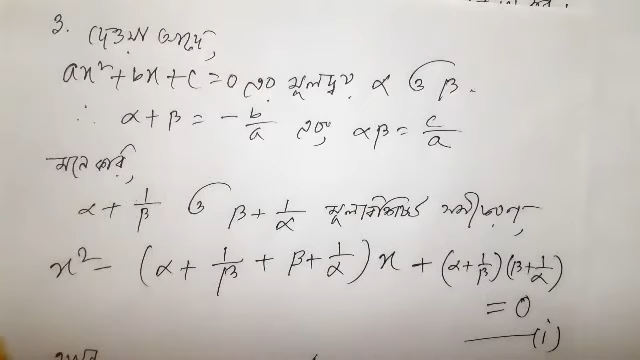 3. দেওয়া আছে,
ax² + bx + c = 0 এর মূলদ্বয় α ও β.
∴ α + β = - b/a এবং αβ = c/a
মনে করি,
α + 1/β ও β + 1/α মূলবিশিষ্ট সমীকরণ,
x² - (α + 1/β + β + 1/α) x + (α + 1/β)(β + 1/α)
= 0
(i)